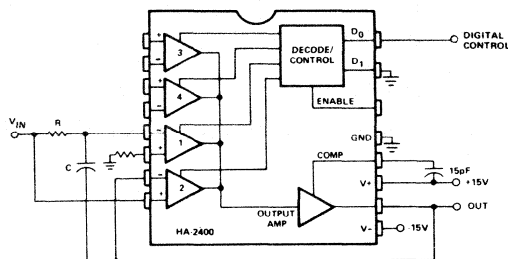 D0
DIGITAL
CONTROL
DECODE/
CONTROL
D1
3
ENABLE
4
VIN
R
GND
1
COMP
C
15pF
2
V+
+15V
OUTPUT
AMP
OUT
HA-2400
V-
-15V
+
-
+
-
-
+
-
+